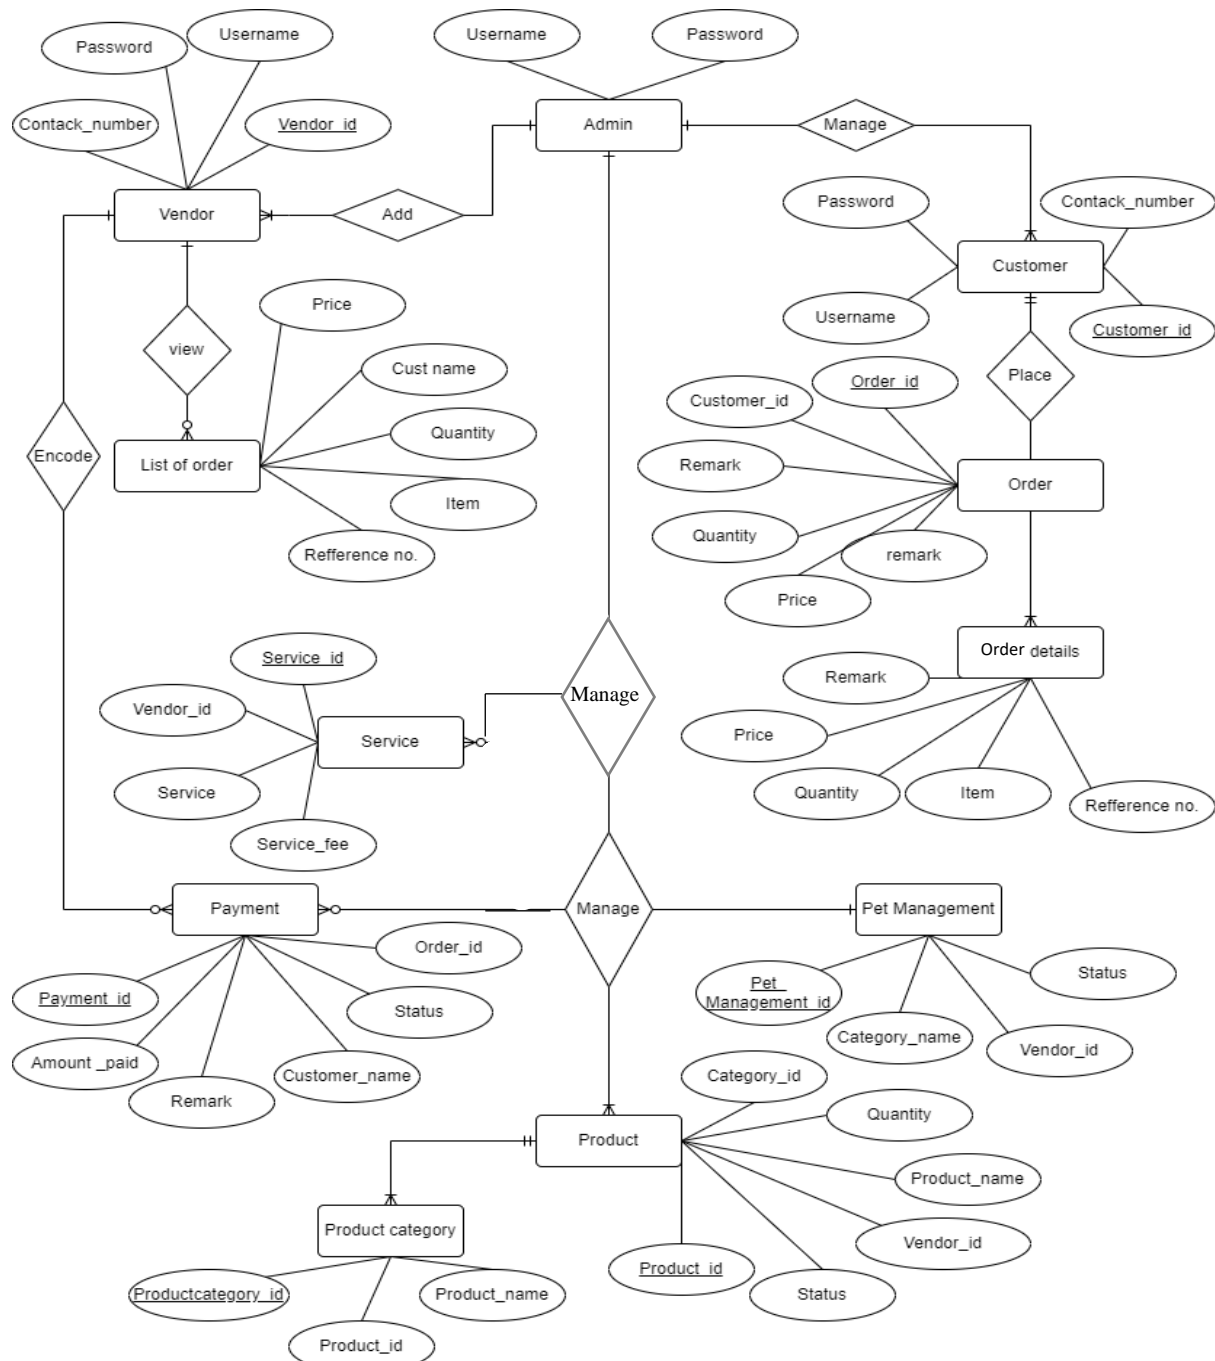 Username
Password
Username
Password
Contack_number
Vendor_id
Admin
Manage
Vendor
Add
Password
Contack_number
Customer
Price
Username
Customer_id
view
Cust name
Place
Order_id
Customer_id
Quantity
Encode
List of order
Remark
Order
Item
Quantity
Refference no.
remark
Price
Service_id
Order details
Remark
Manage
Vendor_id
Service
Price
Service
Quantity
Item
Refference no.
Service_fee
Payment
Manage
Pet Management
Order_id
Status
Pet_
Management_id
Payment_id
Status
Category_name
Vendor_id
Amount _paid
Customer_name
Category_id
Remark
Quantity
Product
Product_name
Product category
Vendor_id
Product_id
Productcategory_id
Product_name
Status
Product_id